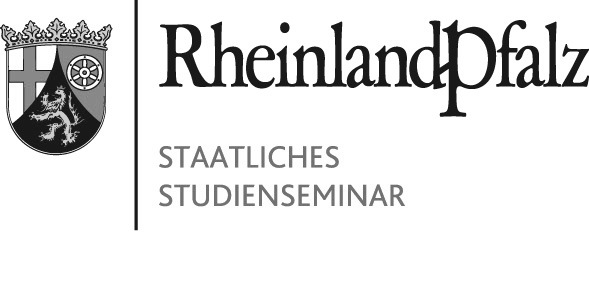 RheinlandPfalz
STAATLICHES
STUDIENSEMINAR